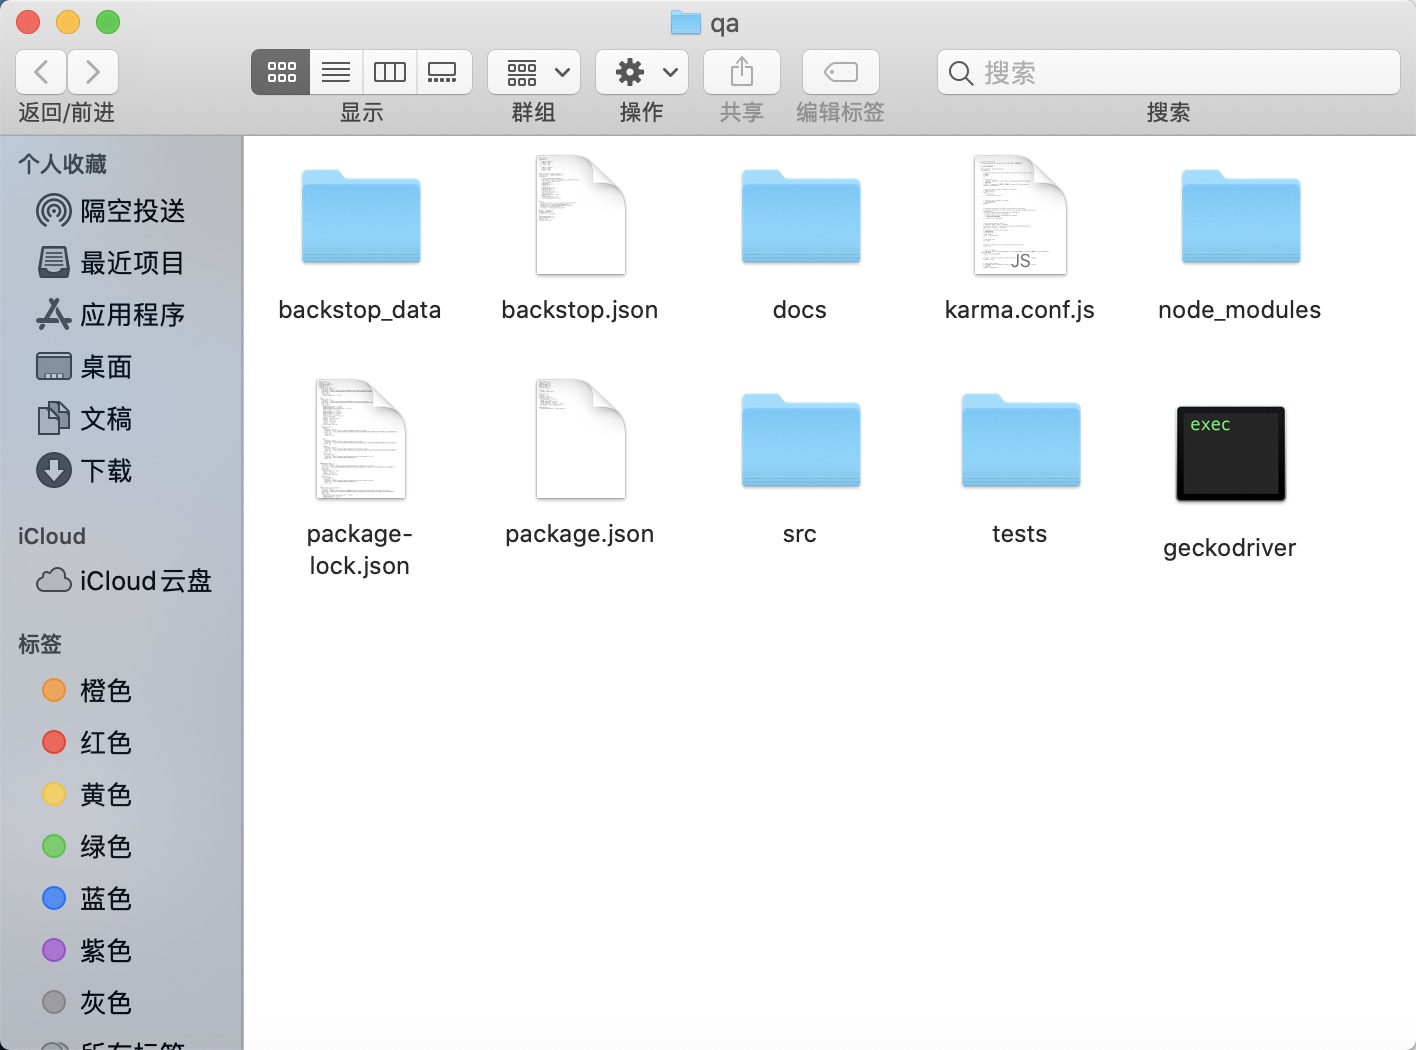 qa
搜索
返回/前进
显示
群组
操作
共享
编辑标签
搜索
个人收藏
隔空投送
最近项目
应用程序
桌面
文稿
下载
iCloud
iCloud 云盘
标签
橙色
红色
黄色
绿色
蓝色
紫色
灰色
所有标签
backstop_data
backstop.json
docs
JS
karma.conf.js
node_modules
package-
lock.json
package.json
src
tests
exec
geckodriver